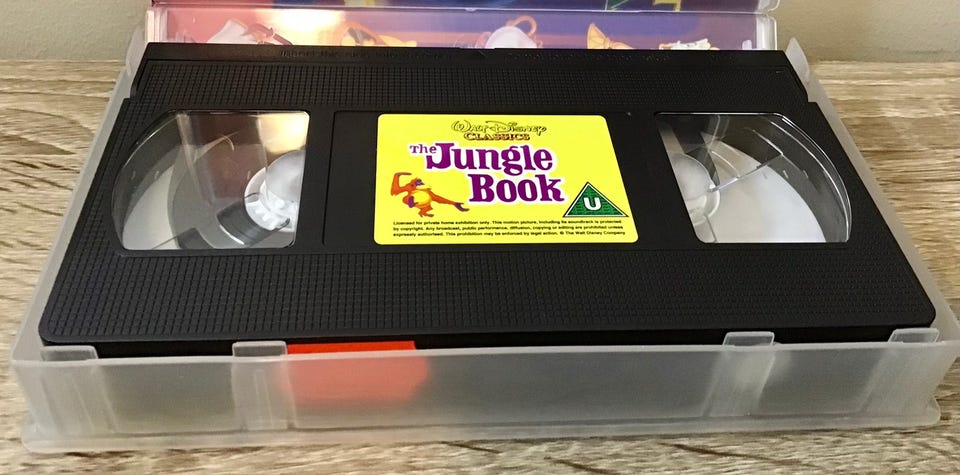 Walt Disney
CLASSICS
The Jungle
Book
U
Licensed for private home exhibition only. This motion picture, including its soundtrack is protected
by copyright. Any broadcast, public performance, diffusion, copying or editing are prohibited unless
expressly authorised. This prohibition may be enforced by legal action. © The Walt Disney Company